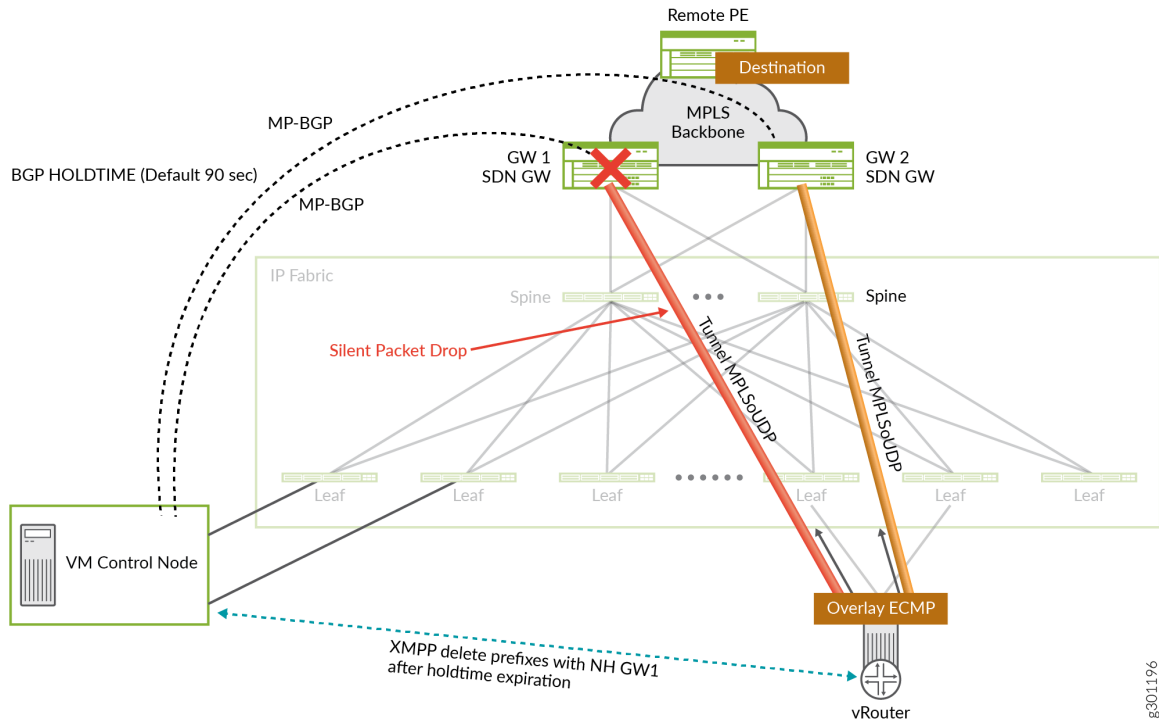 Remote PE
Destination
MPLS
Backbone
MP-BGP
BGP HOLDTIME (Default 90 sec)
MP-BGP
GW 1
SDN GW
GW 2
SDN GW
IP Fabric
Spine
Spine
Silent Packet Drop
Tunnel MPLSoUDP
Tunnel MPLSoUDP
Leaf
Leaf
Leaf
Leaf
Leaf
Leaf
VM Control Node
Overlay ECMP
XMPP delete prefixes with NH GW1
after holdtime expiration
vRouter
g301196